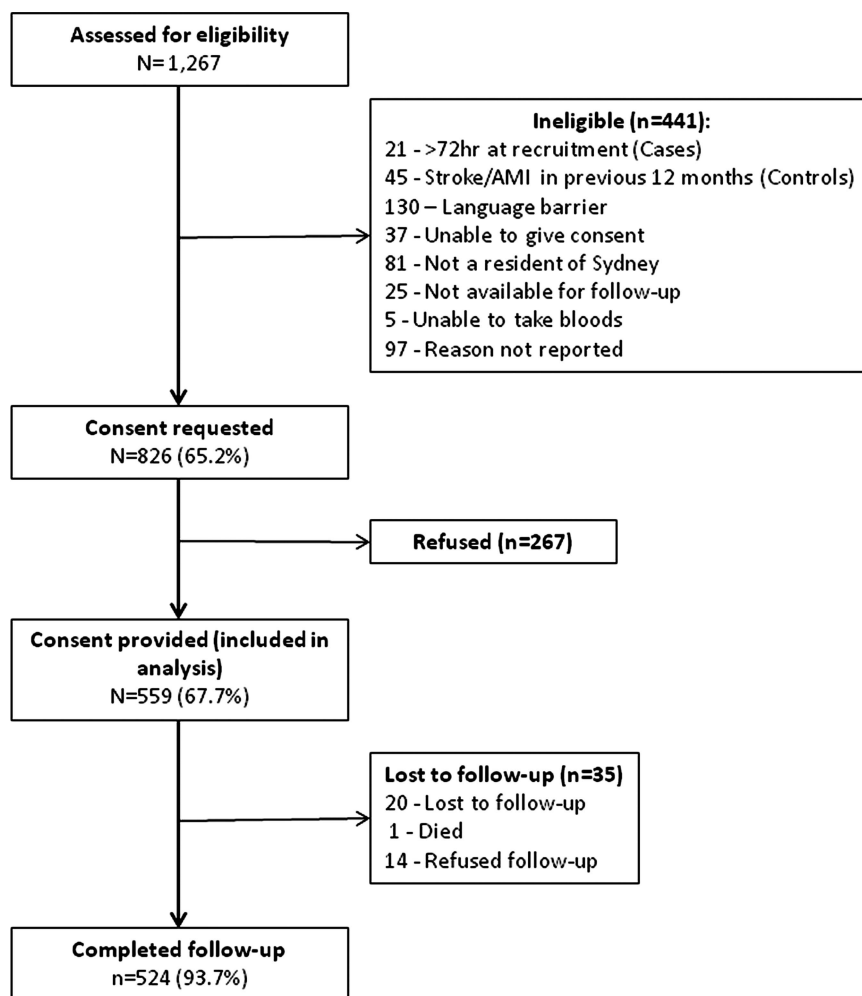 Assessed for eligibility
N= 1,267
Ineligible (n=441):
21 - >72hr at recruitment (Cases)
45 - Stroke/AMI in previous 12 months (Controls)
130 – Language barrier
37 - Unable to give consent
81 - Not a resident of Sydney
25 - Not available for follow-up
5 - Unable to take bloods
97 - Reason not reported
Consent requested
N=826 (65.2%)
Refused (n=267)
Consent provided (included in
analysis)
N=559 (67.7%)
Lost to follow-up (n=35)
20 - Lost to follow-up
1 - Died
14 - Refused follow-up
Completed follow-up
n=524 (93.7%)